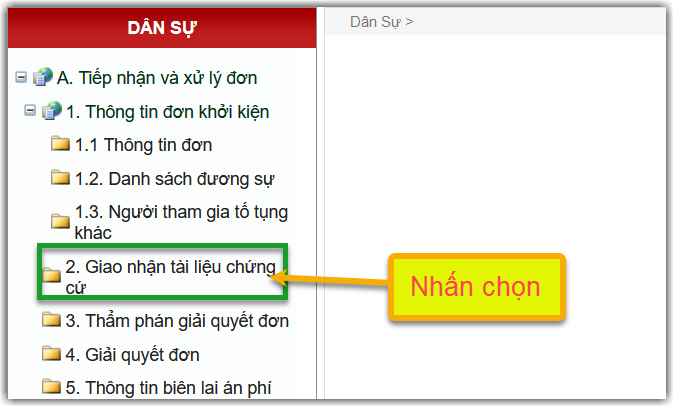 DÂN SỰ
Dân Sự >
A. Tiếp nhận và xử lý đơn
1. Thông tin đơn khởi kiện
1.1 Thông tin đơn
1.2. Danh sách đương sự
1.3. Người tham gia tố tụng
khác
2. Giao nhận tài liệu chứng
cứ
Nhấn chọn
3. Thẩm phán giải quyết đơn
4. Giải quyết đơn
5. Thông tin biên lai án phí